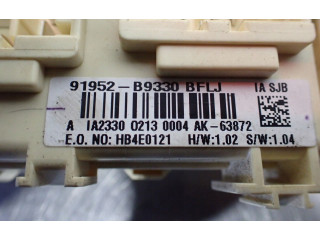 91952-B9330 BFLJ IA SJB
A IA2330 0213 0004 AK-63872
E.O. NO: HB4E0121 H/W:1.02 S/W:1.04